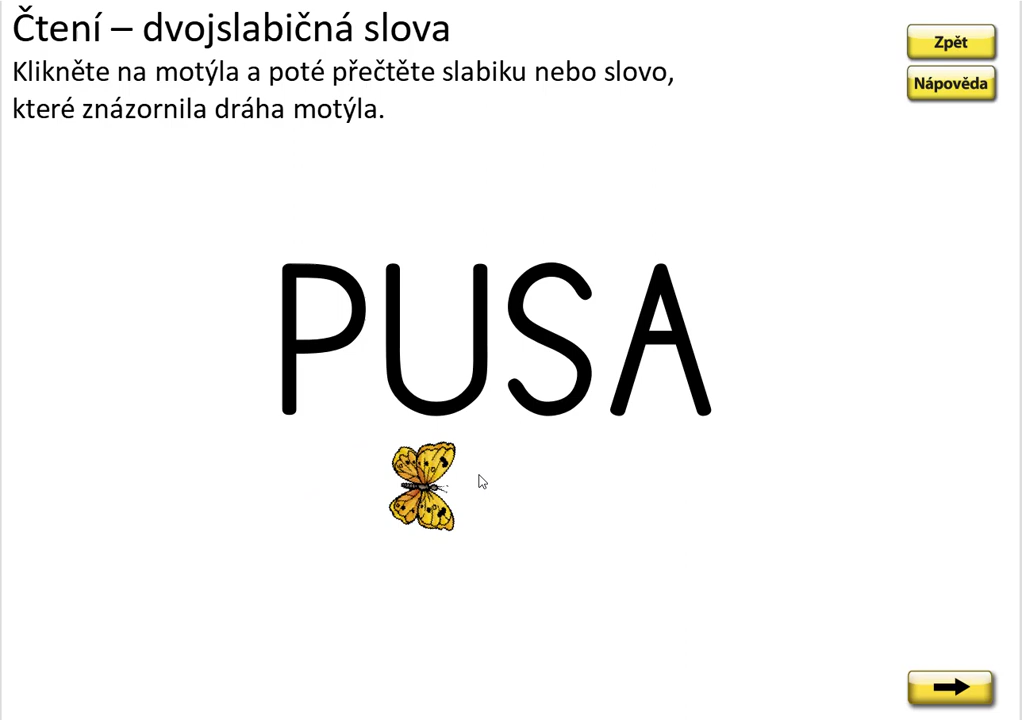 Čtení – dvojslabičná slova
Klikněte na motýla a poté přečtěte slabiku nebo slovo,
které znázornila dráha motýla.
Zpět
Nápověda
PUSA